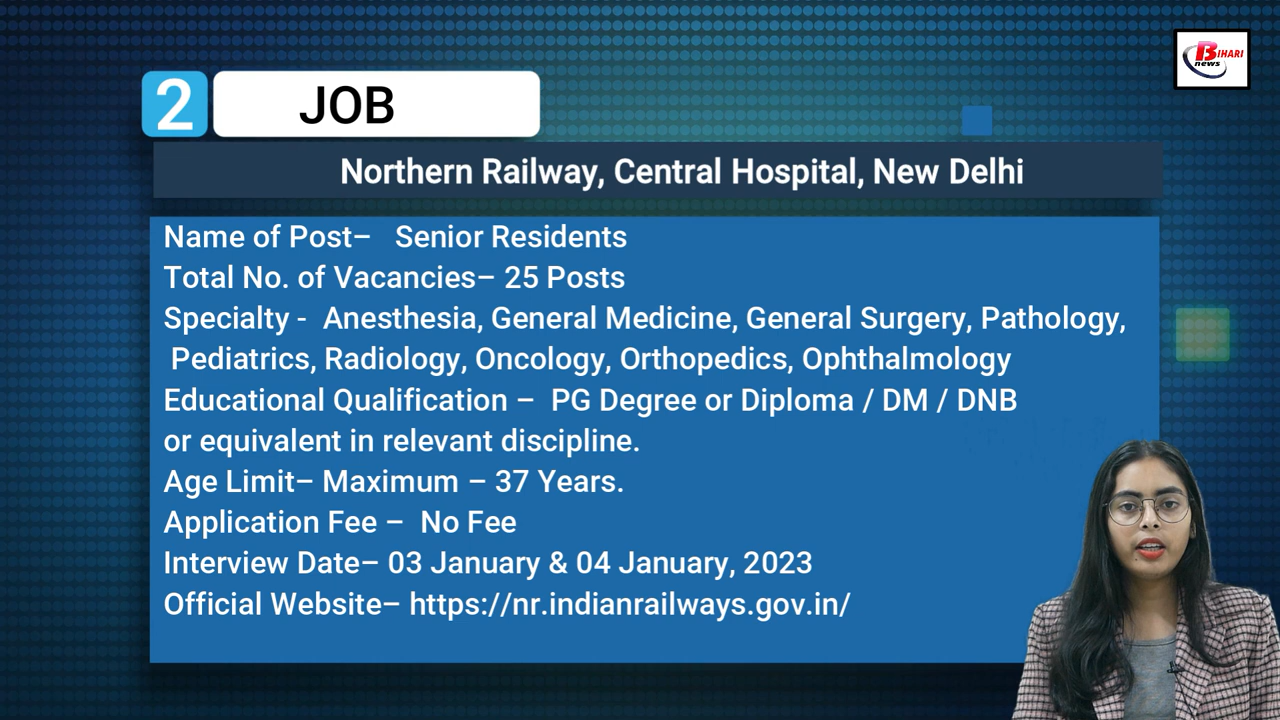 BIHARI
news
2 JOB
Northern Railway, Central Hospital, New Delhi
Name of Post– Senior Residents
Total No. of Vacancies– 25 Posts
Specialty - Anesthesia, General Medicine, General Surgery, Pathology,
Pediatrics, Radiology, Oncology, Orthopedics, Ophthalmology
Educational Qualification – PG Degree or Diploma / DM / DNB
or equivalent in relevant discipline.
Age Limit– Maximum – 37 Years.
Application Fee – No Fee
Interview Date– 03 January & 04 January, 2023
Official Website– https://nr.indianrailways.gov.in/